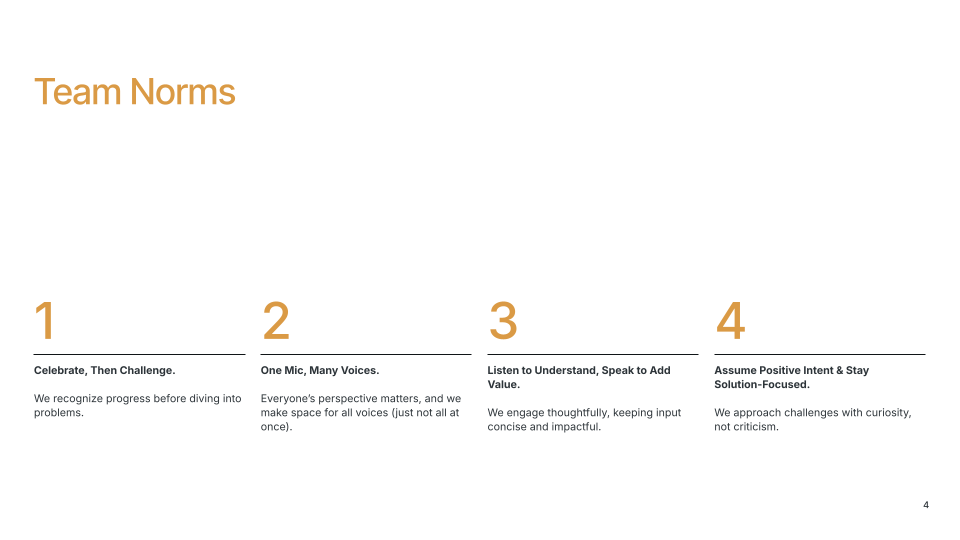 Team Norms
1
Celebrate, Then Challenge.
We recognize progress before diving into
problems.
2
One Mic, Many Voices.
Everyone’s perspective matters, and we
make space for all voices (just not all at
once).
3
Listen to Understand, Speak to Add
Value.
We engage thoughtfully, keeping input
concise and impactful.
4
Assume Positive Intent & Stay
Solution-Focused.
We approach challenges with curiosity,
not criticism.
4